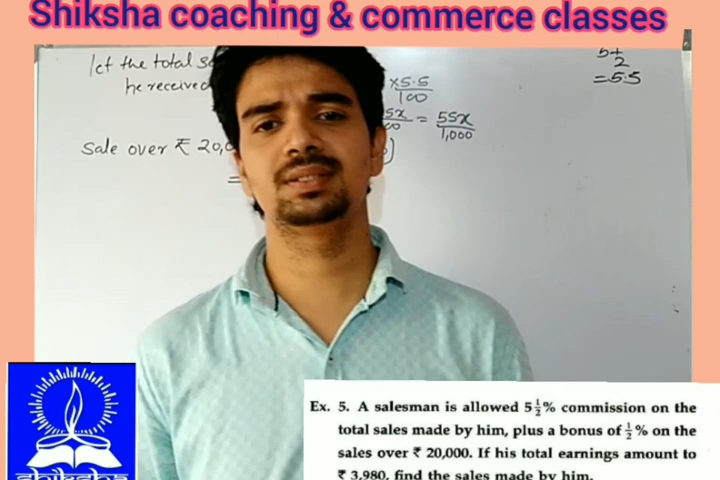 Shiksha coaching & commerce classes
let the total
he received x 5.5
100
= 55x
1,000
Sale over ₹ 20,
=
2
=5.5
shiksha
Ex. 5. A salesman is allowed 5 1/2% commission on the
total sales made by him, plus a bonus of 1/2% on the
sales over ₹ 20,000. If his total earnings amount to
₹ 3,980, find the sales made by him.